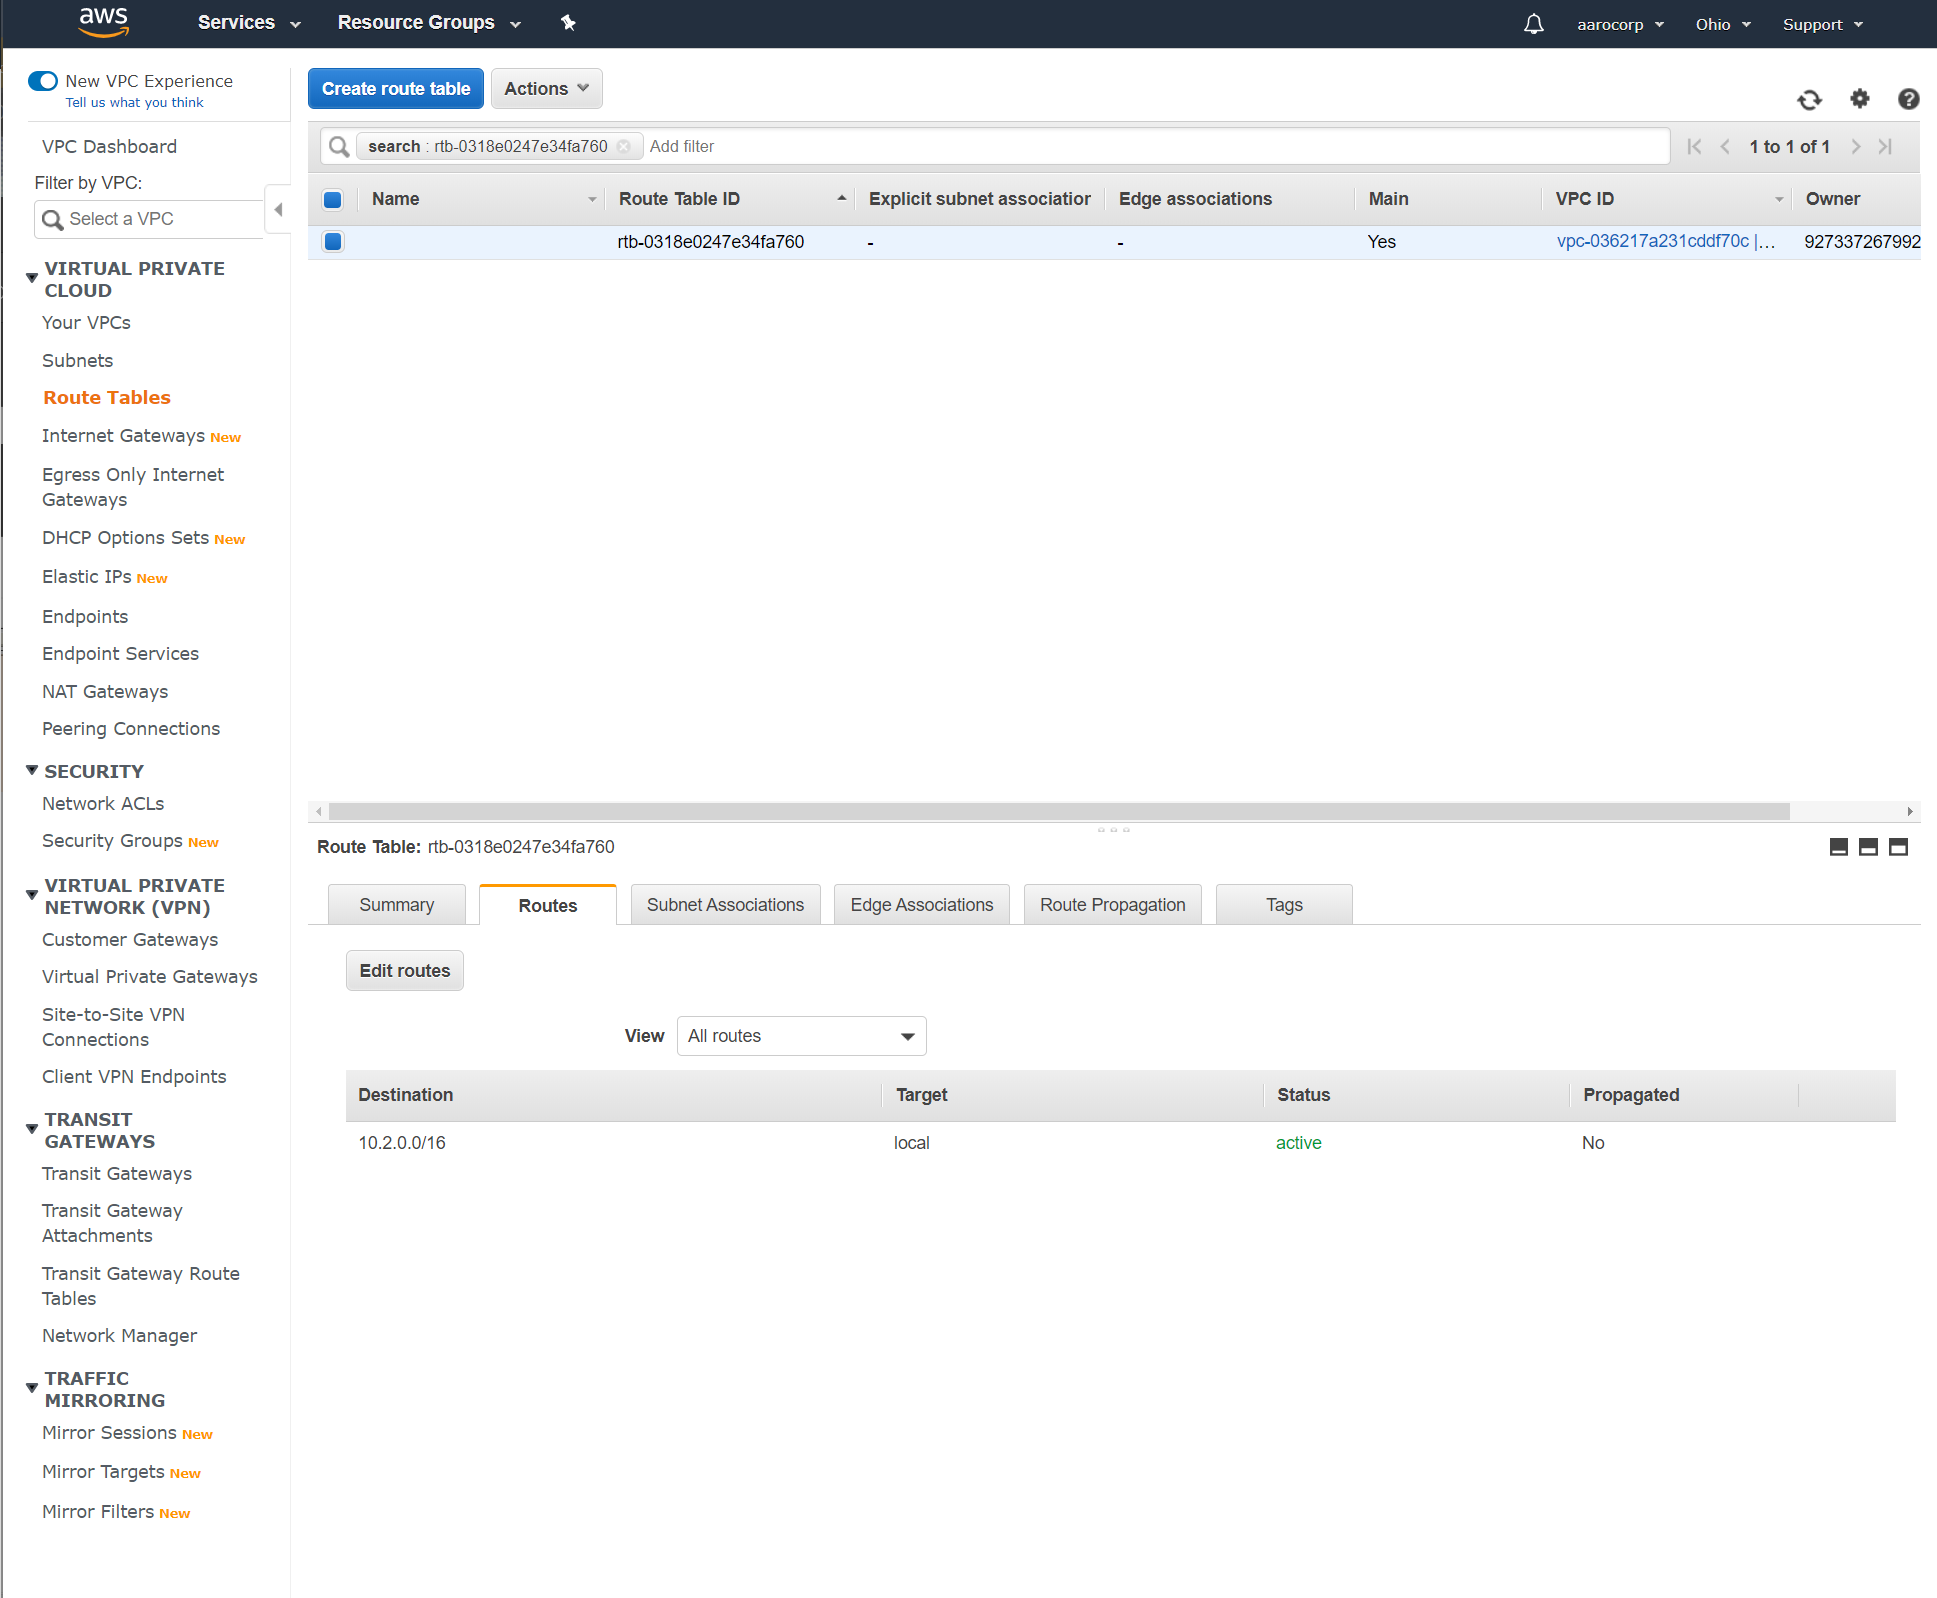 aws Services Resource Groups aarocorp Ohio Support
New VPC Experience
Tell us what you think
VPC Dashboard
Filter by VPC:
Select a VPC
VIRTUAL PRIVATE
CLOUD
Your VPCs
Subnets
Route Tables
Internet Gateways New
Egress Only Internet
Gateways
DHCP Options Sets New
Elastic IPs New
Endpoints
Endpoint Services
NAT Gateways
Peering Connections
SECURITY
Network ACLs
Security Groups New
VIRTUAL PRIVATE
NETWORK (VPN)
Customer Gateways
Virtual Private Gateways
Site-to-Site VPN
Connections
Client VPN Endpoints
TRANSIT
GATEWAYS
Transit Gateways
Transit Gateway
Attachments
Transit Gateway Route
Tables
Network Manager
TRAFFIC
MIRRORING
Mirror Sessions New
Mirror Targets New
Mirror Filters New
Create route table Actions
search : rtb-0318e0247e34fa760 Add filter 1 to 1 of 1
Name Route Table ID Explicit subnet association Edge associations Main VPC ID Owner
rtb-0318e0247e34fa760 - - Yes vpc-036217a231cddf70c |... 927337267992
Route Table: rtb-0318e0247e34fa760
Summary Routes Subnet Associations Edge Associations Route Propagation Tags
Edit routes
View All routes
Destination Target Status Propagated
10.2.0.0/16 local active No